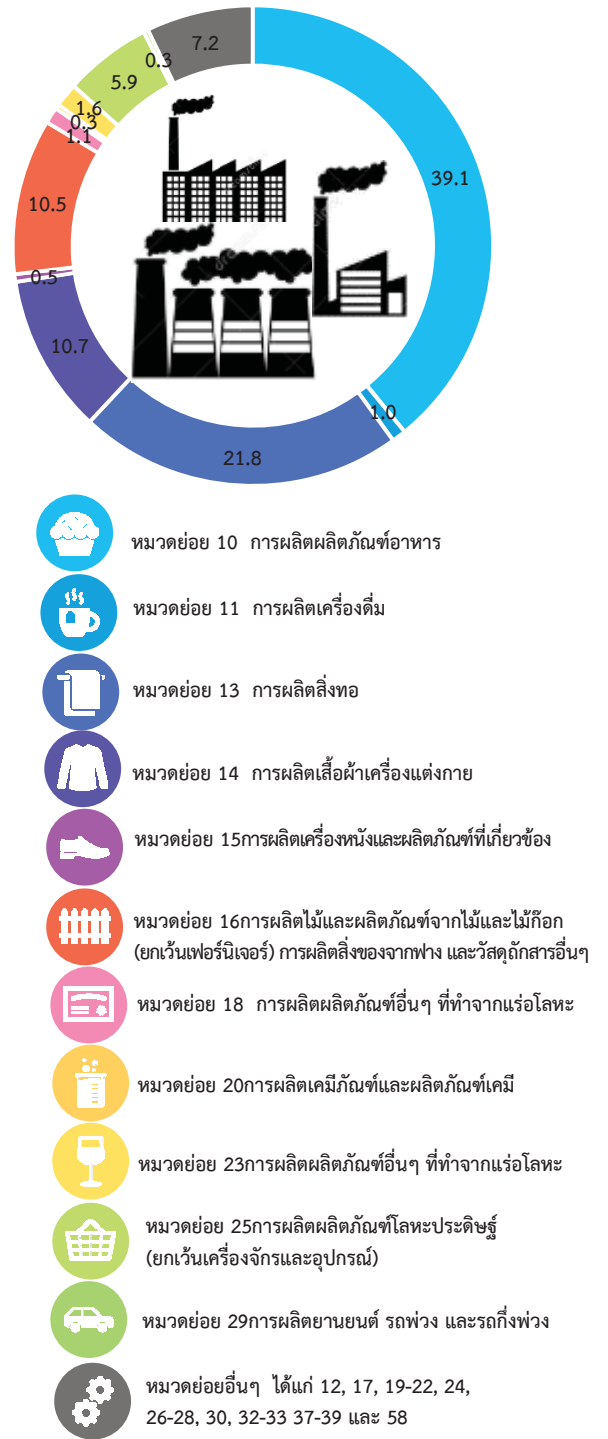 7.2
0.3
5.9
1.6
0.3
1.1
39.1
10.5
0.5
10.7
1.0
21.8
หมวดย่อย 10 การผลิตผลิตภัณฑ์อาหาร
หมวดย่อย 11 การผลิตเครื่องดื่ม
หมวดย่อย 13 การผลิตสิ่งทอ
หมวดย่อย 14 การผลิตเสื้อผ้าเครื่องแต่งกาย
หมวดย่อย 15การผลิตเครื่องหนังและผลิตภัณฑ์ที่เกี่ยวข้อง
หมวดย่อย 16การผลิตไม้และผลิตภัณฑ์จากไม้และไม้ก๊อก
(ยกเว้นเฟอร์นิเจอร์) การผลิตสิ่งของจากฟาง และวัสดุถักสารอื่นๆ
หมวดย่อย 18 การผลิตผลิตภัณฑ์อื่นๆ ที่ทำจากแร่อโลหะ
หมวดย่อย 20การผลิตเคมีภัณฑ์และผลิตภัณฑ์เคมี
หมวดย่อย 23การผลิตผลิตภัณฑ์อื่นๆ ที่ทำจากแร่อโลหะ
หมวดย่อย 25การผลิตผลิตภัณฑ์โลหะประดิษฐ์
(ยกเว้นเครื่องจักรและอุปกรณ์)
หมวดย่อย 29การผลิตยานยนต์ รถพ่วง และรถกึ่งพ่วง
หมวดย่อยอื่นๆ ได้แก่ 12, 17, 19-22, 24,
26-28, 30, 32-33 37-39 และ 58